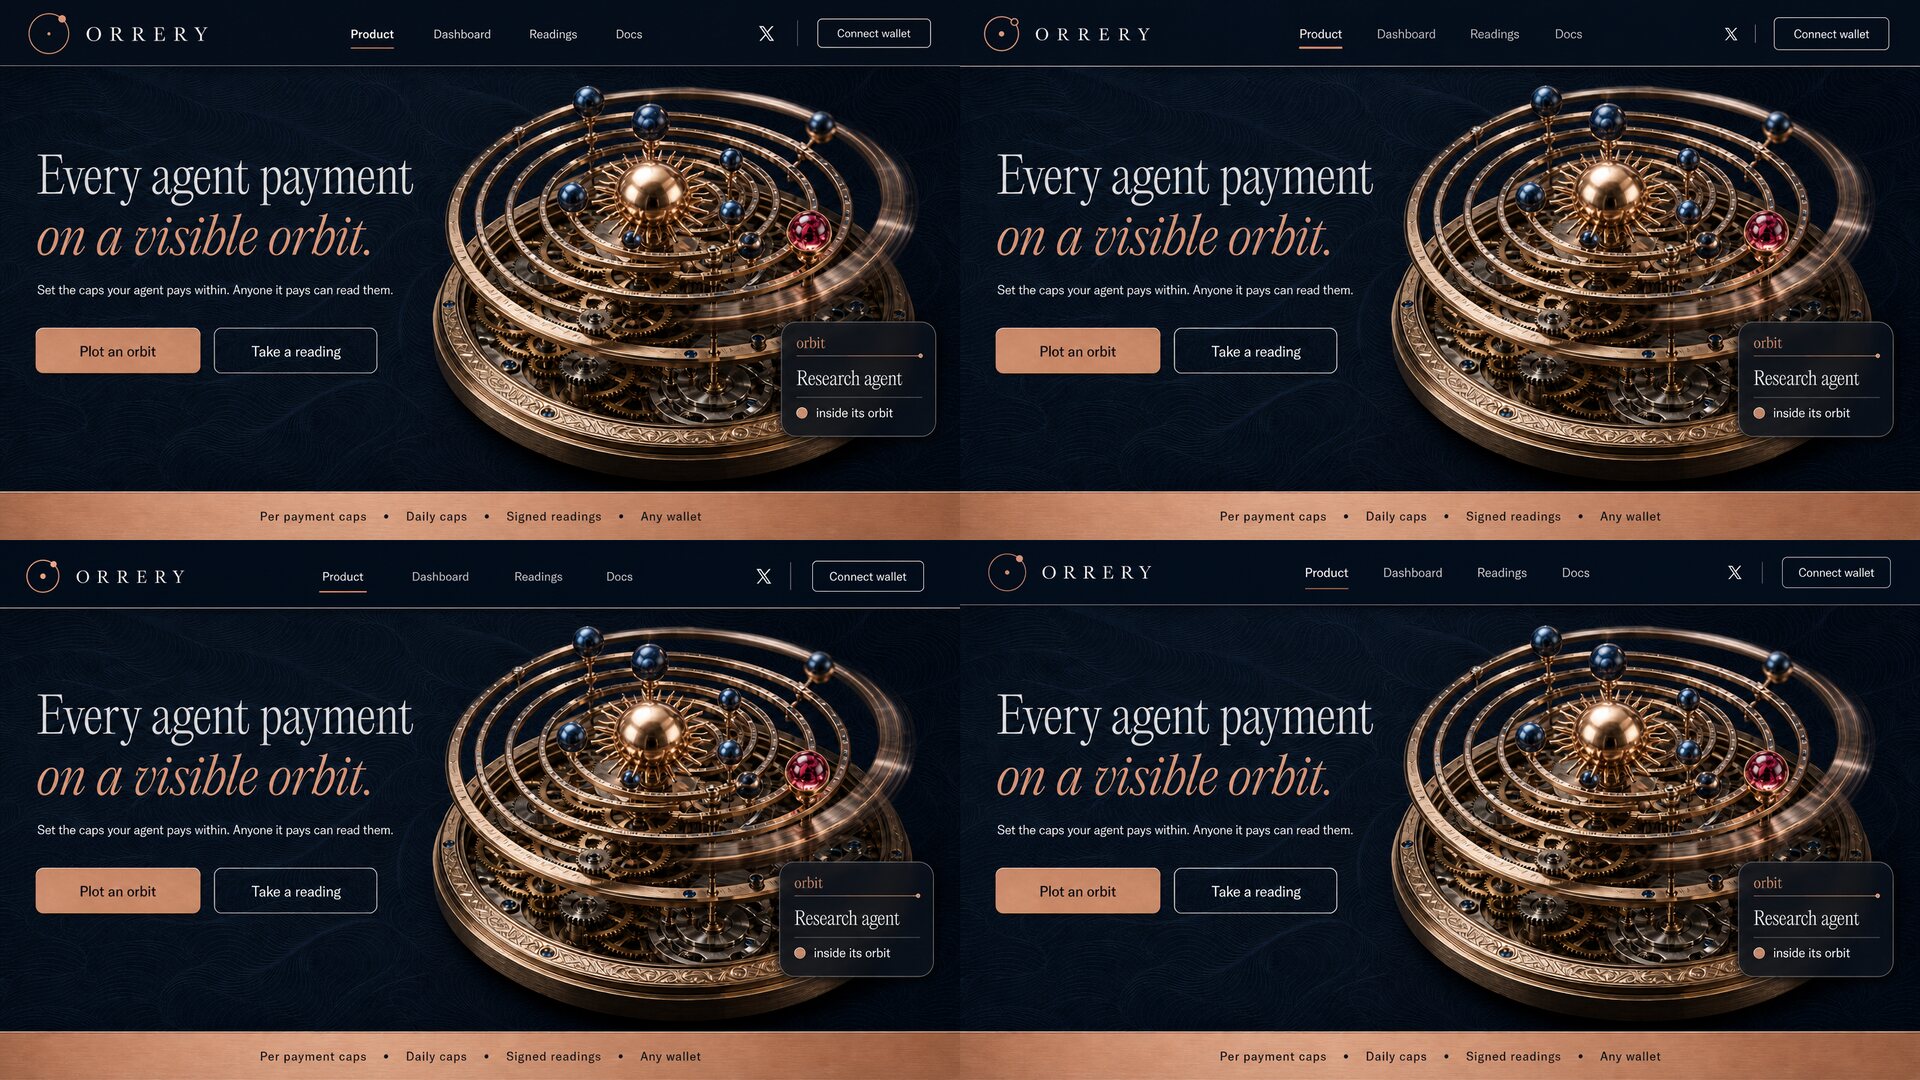 ORRERY Product Dashboard Readings Docs X Connect wallet
Every agent payment
on a visible orbit.
Set the caps your agent pays within. Anyone it pays can read them.
Plot an orbit Take a reading
orbit
Research agent
inside its orbit
Per payment caps • Daily caps • Signed readings • Any wallet
ORRERY Product Dashboard Readings Docs X Connect wallet
Every agent payment
on a visible orbit.
Set the caps your agent pays within. Anyone it pays can read them.
Plot an orbit Take a reading
orbit
Research agent
inside its orbit
Per payment caps • Daily caps • Signed readings • Any wallet
ORRERY Product Dashboard Readings Docs X Connect wallet
Every agent payment
on a visible orbit.
Set the caps your agent pays within. Anyone it pays can read them.
Plot an orbit Take a reading
orbit
Research agent
inside its orbit
Per payment caps • Daily caps • Signed readings • Any wallet
ORRERY Product Dashboard Readings Docs X Connect wallet
Every agent payment
on a visible orbit.
Set the caps your agent pays within. Anyone it pays can read them.
Plot an orbit Take a reading
orbit
Research agent
inside its orbit
Per payment caps • Daily caps • Signed readings • Any wallet